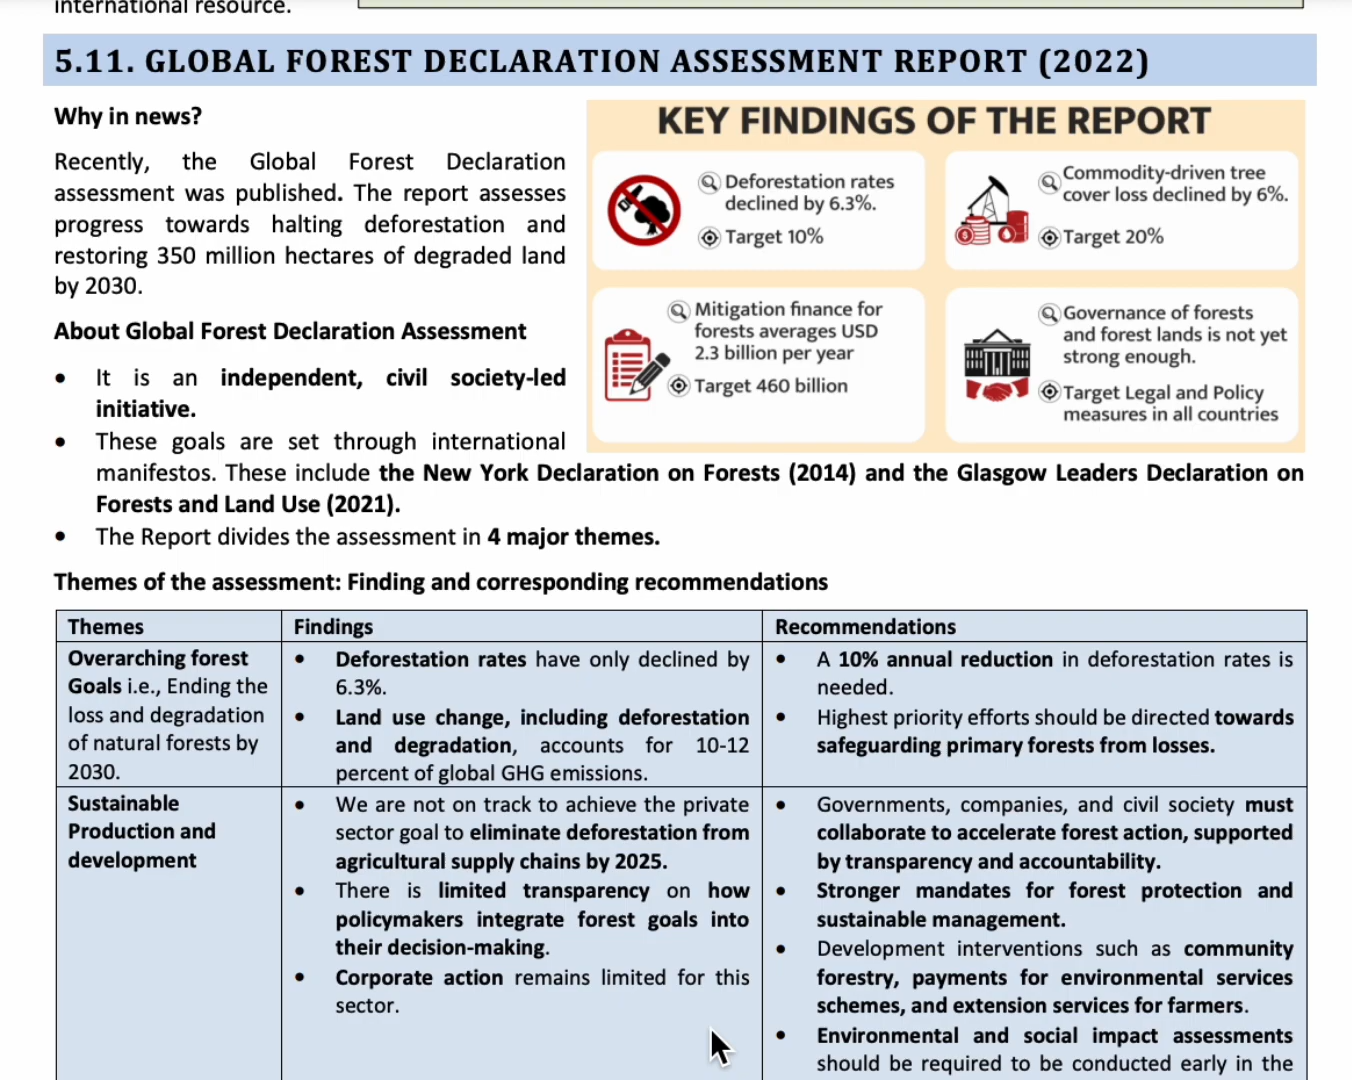 international resource.
5.11. GLOBAL FOREST DECLARATION ASSESSMENT REPORT (2022)
Why in news?
Recently, the Global Forest Declaration
assessment was published. The report assesses
progress towards halting deforestation and
restoring 350 million hectares of degraded land
by 2030.
About Global Forest Declaration Assessment
• It is an independent, civil society-led
initiative.
• These goals are set through international
manifestos. These include the New York Declaration on Forests (2014) and the Glasgow Leaders Declaration on
Forests and Land Use (2021).
• The Report divides the assessment in 4 major themes.
KEY FINDINGS OF THE REPORT
Deforestation rates
declined by 6.3%.
Target 10%
Commodity-driven tree
cover loss declined by 6%.
Target 20%
Mitigation finance for
forests averages USD
2.3 billion per year
Target 460 billion
Governance of forests
and forest lands is not yet
strong enough.
Target Legal and Policy
measures in all countries
Themes of the assessment: Finding and corresponding recommendations
Themes
Findings
Recommendations
Overarching forest
Goals i.e., Ending the
loss and degradation
of natural forests by
2030.
• Deforestation rates have only declined by
6.3%.
• Land use change, including deforestation
and degradation, accounts for 10-12
percent of global GHG emissions.
• A 10% annual reduction in deforestation rates is
needed.
• Highest priority efforts should be directed towards
safeguarding primary forests from losses.
Sustainable
Production and
development
• We are not on track to achieve the private
sector goal to eliminate deforestation from
agricultural supply chains by 2025.
• There is limited transparency on how
policymakers integrate forest goals into
their decision-making.
• Corporate action remains limited for this
sector.
• Governments, companies, and civil society must
collaborate to accelerate forest action, supported
by transparency and accountability.
• Stronger mandates for forest protection and
sustainable management.
• Development interventions such as community
forestry, payments for environmental services
schemes, and extension services for farmers.
• Environmental and social impact assessments
should be required to be conducted early in the